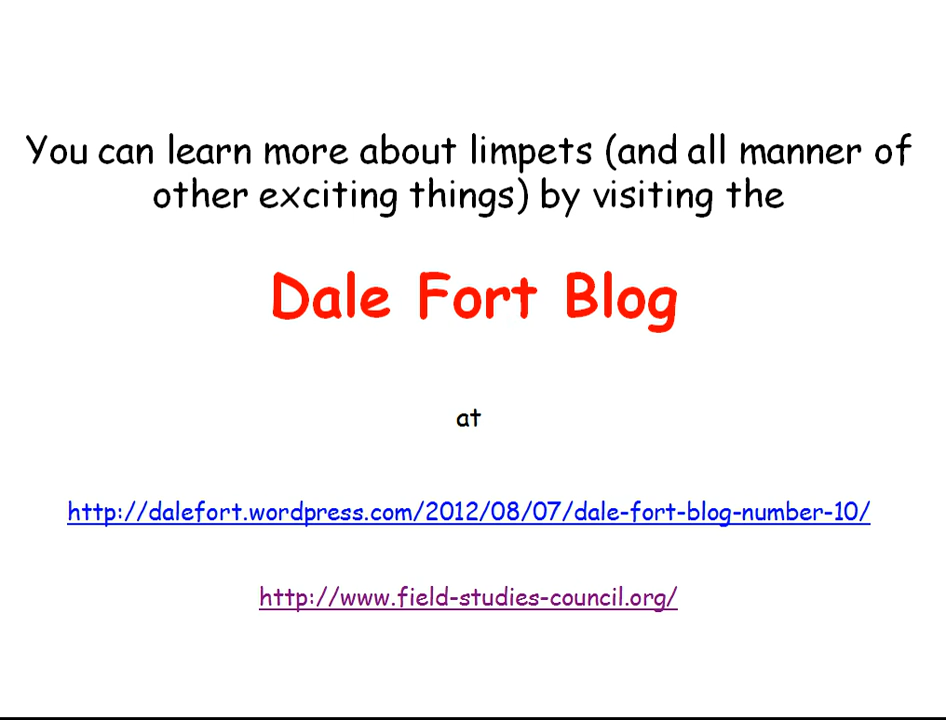 You can learn more about limpets (and all manner of
other exciting things) by visiting the
Dale Fort Blog
at
http://dalefort.wordpress.com/2012/08/07/dale-fort-blog-number-10/
http://www.field-studies-council.org/